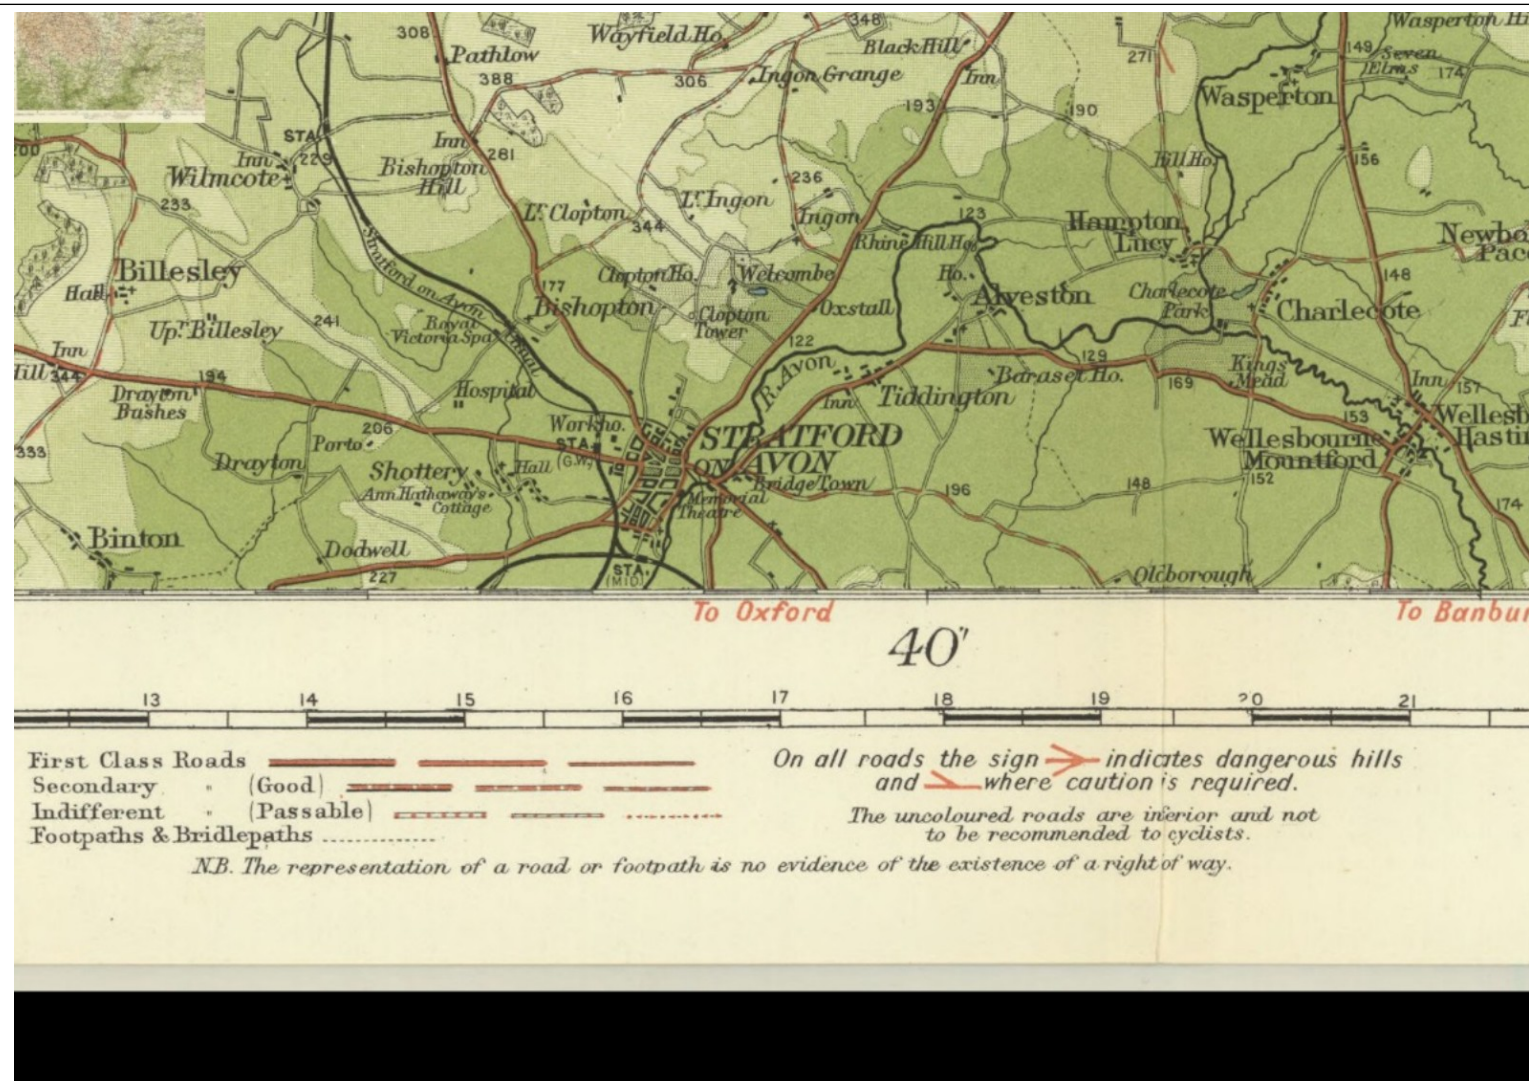 308
Pathlow
388
Wayfield Ho.
306
348
Black Hill
Ingon Grange
Inn
193
190
271
149
Seven
Elms
174
Wasperton
156
STA
229
Inn
Wilmcote
Inn
281
Bishopton
Hill
233
Lr. Clopton
344
Lr. Ingon
236
Ingon
123
Rhine Hill Ho.
Hill Ho.
Hampton
Lucy
Ho.
Alveston
Charlecote
Park
Charlecote
148
Billesley
Hall
Upr. Billesley
241
Stratford on Avon Canal
Royal
Victoria Spa
177
Bishopton
Clopton Ho.
Welcombe
Clopton
Tower
Oxstall
122
R. Avon
Inn
344
Inn
Tiddington
Baraset Ho.
129
169
Kings
Mead
Inn
157
153
Drayton
Bushes
194
Hospital
206
Porto
Drayton
Workho.
STA.
(G.W.)
STRATFORD
ON AVON
Wellesbourne
Mountford
333
Shottery
Hall
Ann Hathaway's
Cottage
Bridge Town
Memorial
Theatre
196
148
152
174
Binton
Dodwell
227
STA.
(MID)
Oldborough
To Oxford
40'
13 14 15 16 17 18 19 20 21
First Class Roads
Secondary " (Good)
Indifferent " (Passable)
Footpaths & Bridlepaths
On all roads the sign indicates dangerous hills
and where caution is required.
The uncoloured roads are inferior and not
to be recommended to cyclists.
N.B. The representation of a road or footpath is no evidence of the existence of a right of way.